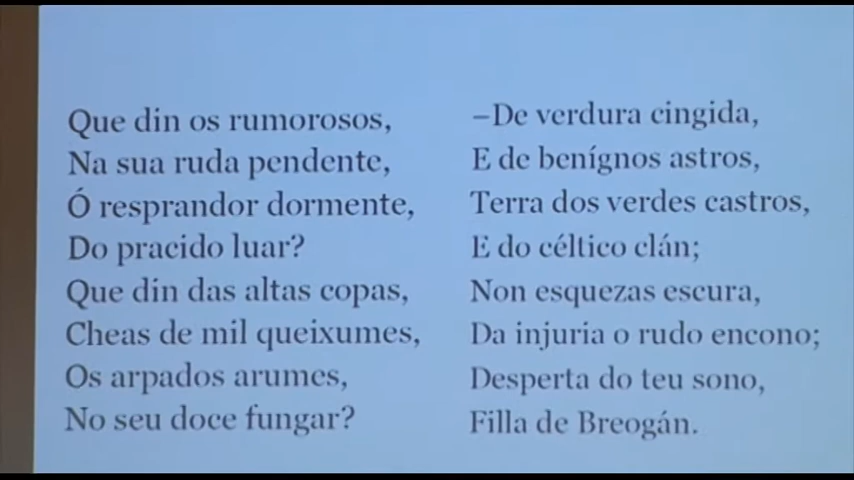 Que din os rumorosos,
Na sua ruda pendente,
Ó resprandor dormente,
Do pracido luar?
Que din das altas copas,
Cheas de mil queixumes,
Os arpados arumes,
No seu doce fungar?
–De verdura cingida,
E de benígnos astros,
Terra dos verdes castros,
E do céltico clán;
Non esquezas escura,
Da injuria o rudo encono;
Desperta do teu sono,
Filla de Breogán.